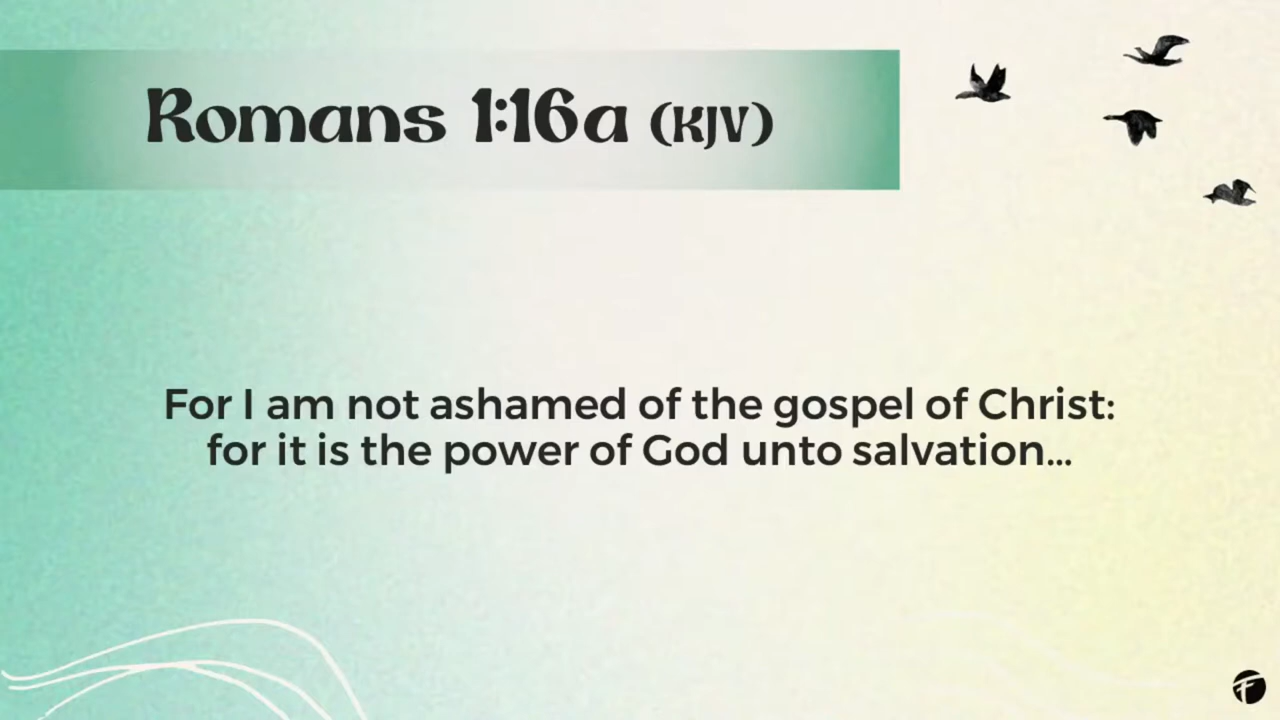 Romans 1:16a (KJV)
For I am not ashamed of the gospel of Christ:
for it is the power of God unto salvation...